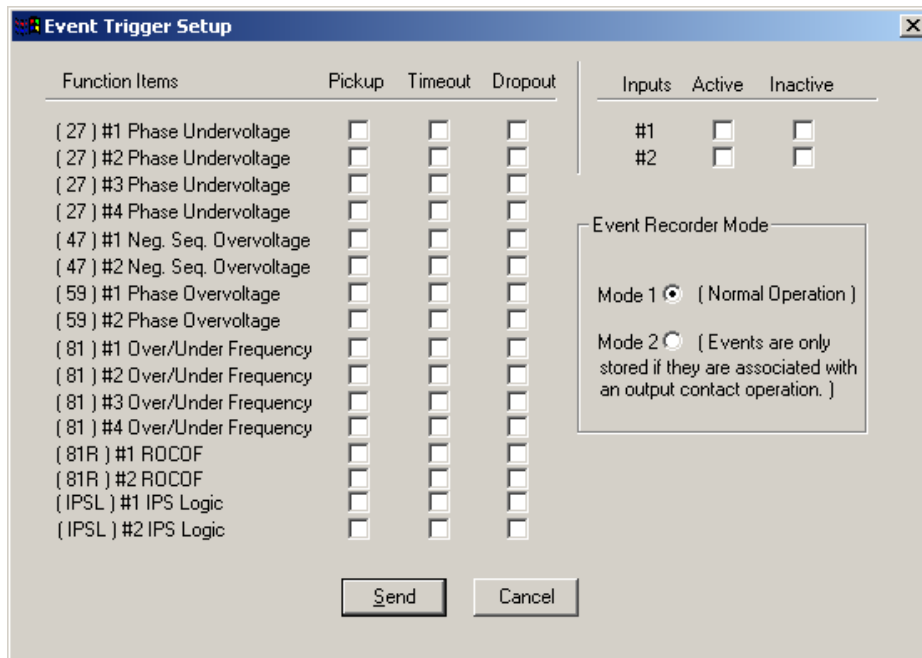 Event Trigger Setup
Function Items Pickup Timeout Dropout
( 27 ) #1 Phase Undervoltage
( 27 ) #2 Phase Undervoltage
( 27 ) #3 Phase Undervoltage
( 27 ) #4 Phase Undervoltage
( 47 ) #1 Neg. Seq. Overvoltage
( 47 ) #2 Neg. Seq. Overvoltage
( 59 ) #1 Phase Overvoltage
( 59 ) #2 Phase Overvoltage
( 81 ) #1 Over/Under Frequency
( 81 ) #2 Over/Under Frequency
( 81 ) #3 Over/Under Frequency
( 81 ) #4 Over/Under Frequency
( 81R ) #1 ROCOF
( 81R ) #2 ROCOF
( IPSL ) #1 IPS Logic
( IPSL ) #2 IPS Logic
Inputs Active Inactive
#1
#2
Event Recorder Mode
Mode 1 ( Normal Operation )
Mode 2 ( Events are only
stored if they are associated with
an output contact operation. )
Send Cancel